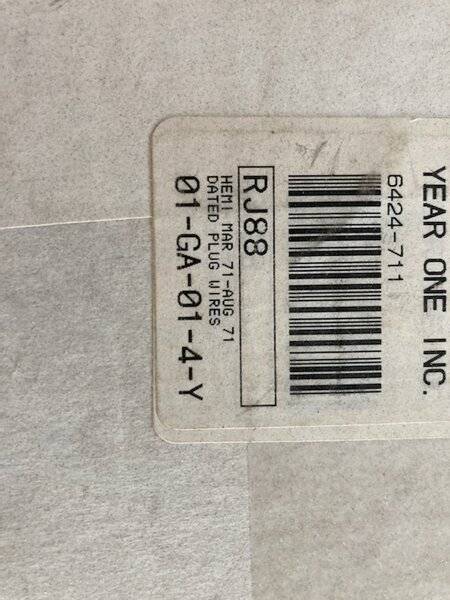 YEAR ONE INC.
6424-711
RJ88
HEMI MAR 71-AUG 71
DATED PLUG WIRES
01-GA-01-4-Y